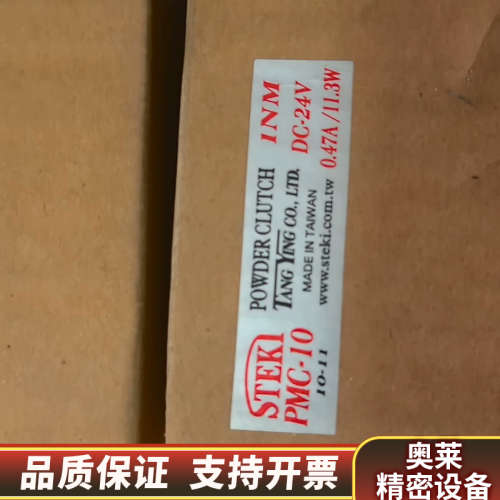 STEKI POWDER CLUTCH 1NM
PMC-10 TANG YING CO., LTD. DC-24V
10-11 MADE IN TAIWAN 0.47A/11.3W
www.steki.com.tw
品质保证 支持开票
奥莱
精密设备